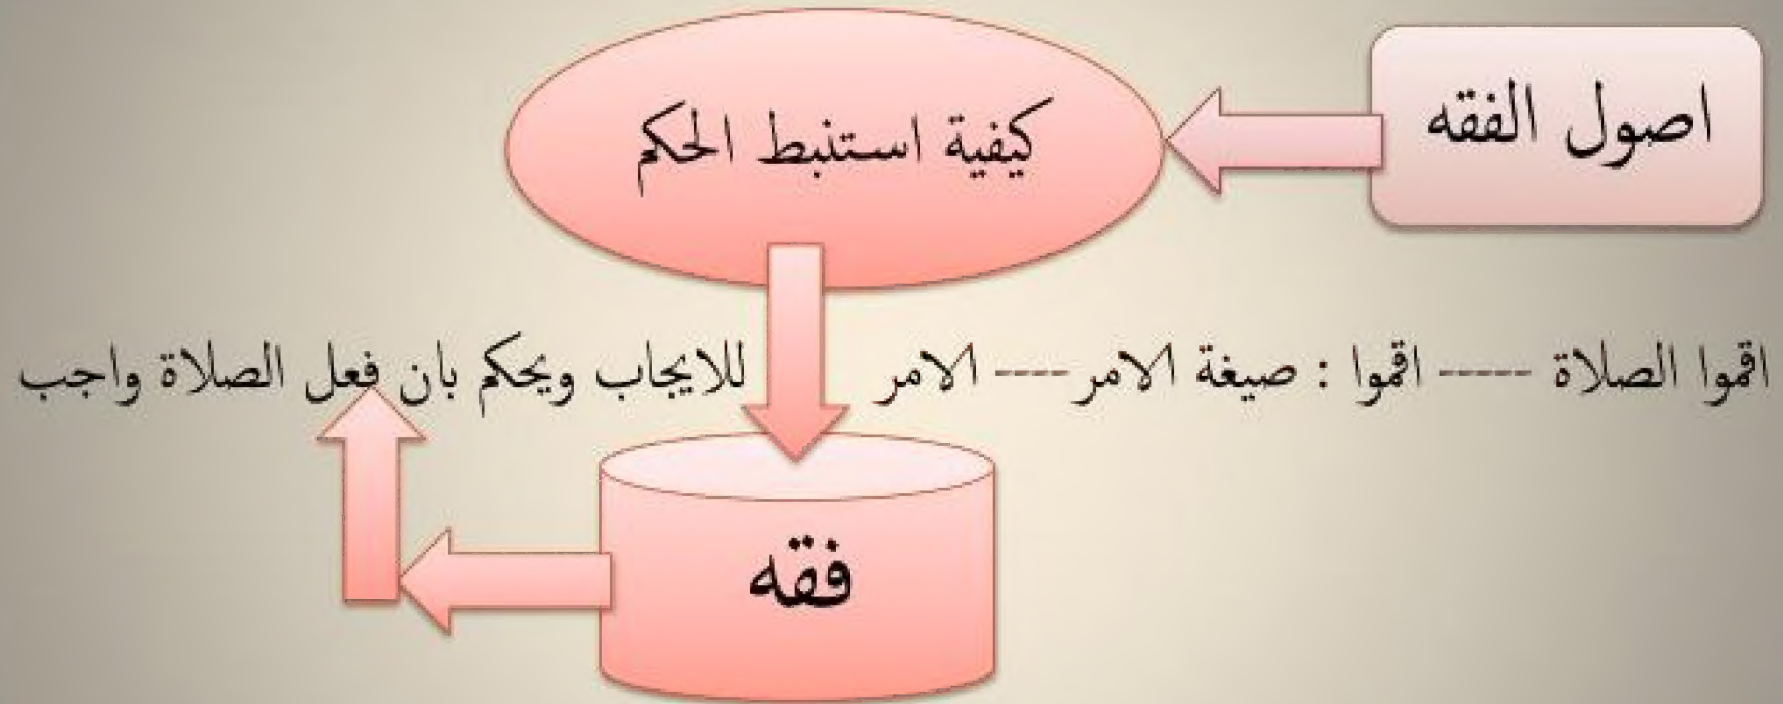 اصول الفقه
كيفية استنبط الحكم
اقموا الصلاة ----- اقموا : صيغة الامر ---- الامر للايجاب ويحكم بان فعل الصلاة واجب
فقه